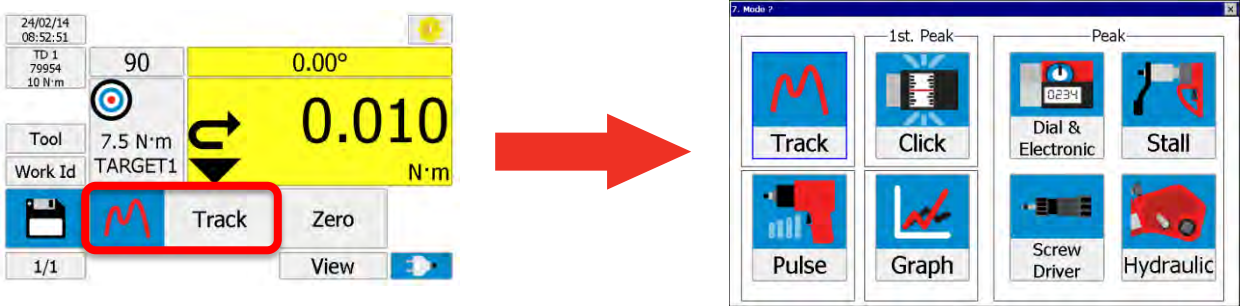 24/02/14
08:52:51
TD 1
79954
10 N·m
90
0.00°
7.5 N·m
TARGET1
0.010
N·m
Tool
Work Id
Track
Zero
1/1
View
7. Mode ?
1st. Peak
Peak
Track
Click
0234
Dial &
Electronic
Stall
Pulse
Graph
Screw
Driver
Hydraulic